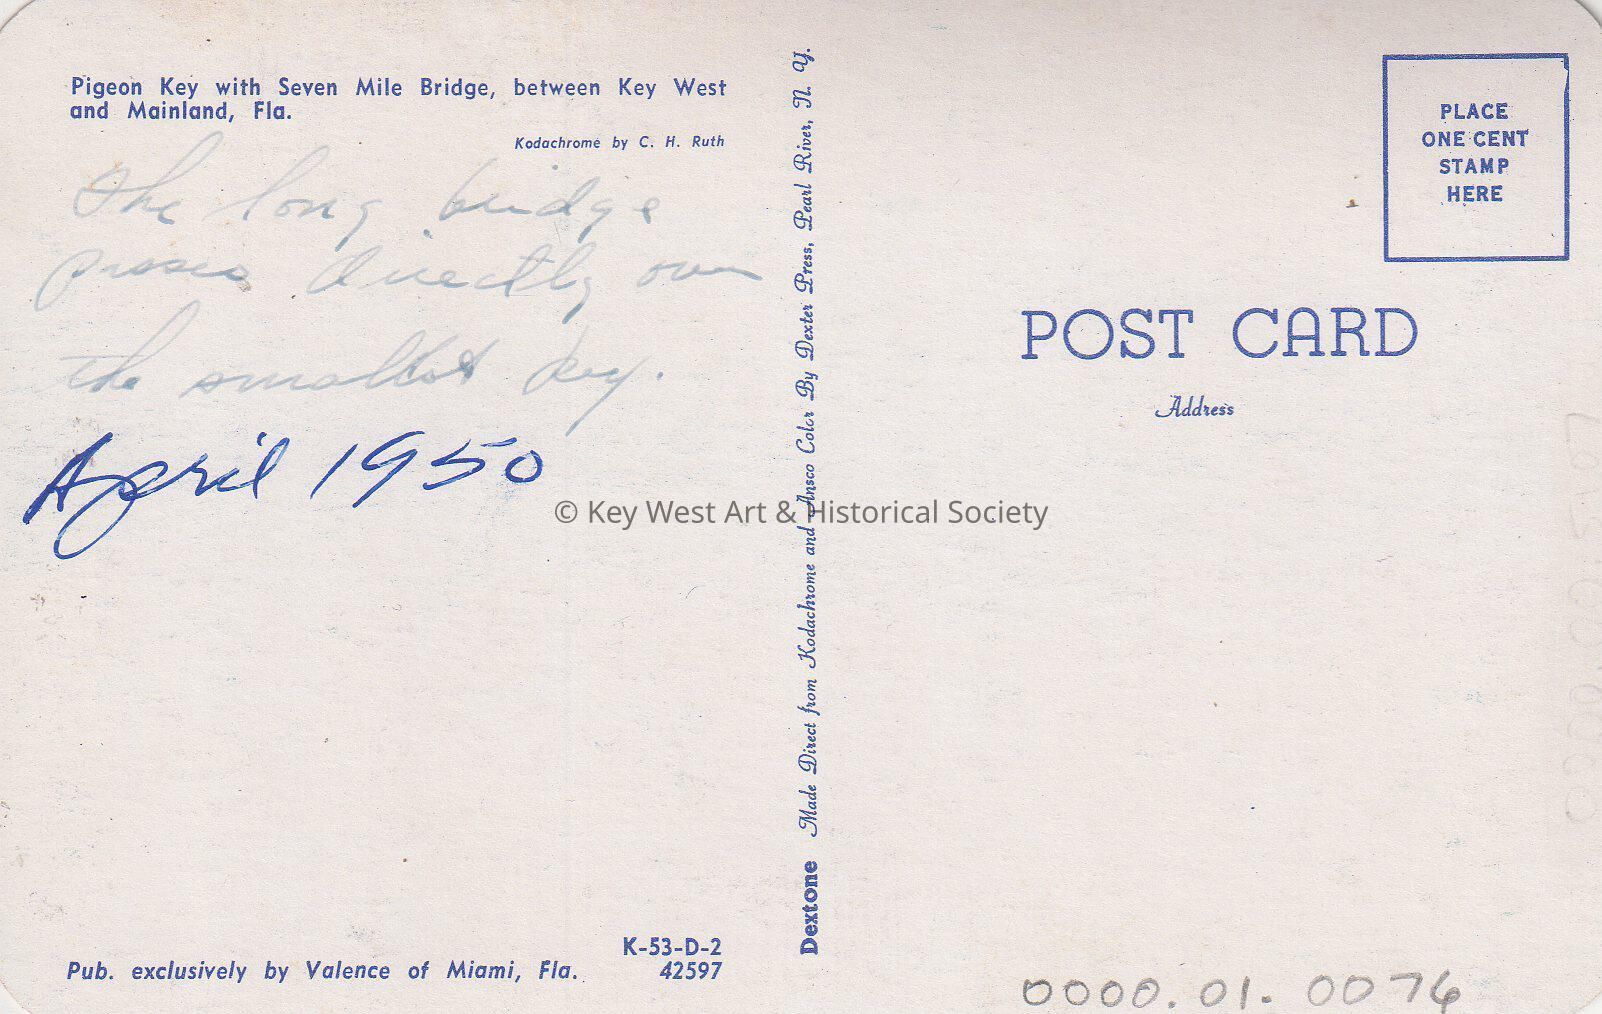 Pigeon Key with Seven Mile Bridge, between Key West
and Mainland, Fla.
Kodachrome by C. H. Ruth
The long bridge
passes directly over
the smallest key.
April 1950
K-53-D-2
Pub. exclusively by Valence of Miami, Fla. 42597
Dextone Made Direct from Kodachrome and Ansco Color By Dexter Press, Pearl River, N. Y.
© Key West Art & Historical Society
PLACE
ONE CENT
STAMP
HERE
POST CARD
Address
0000.01.0076